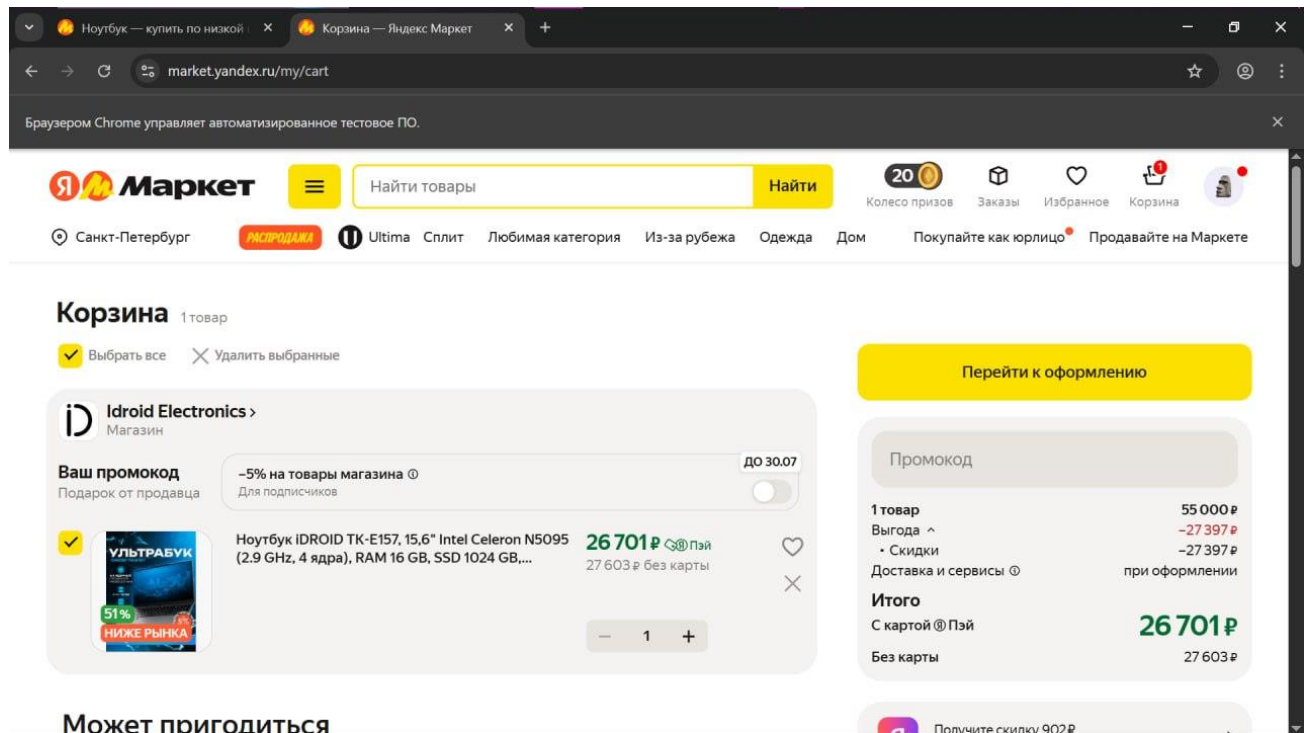 Ноутбук — купить по низкой
Корзина — Яндекс Маркет
market.yandex.ru/my/cart
Браузером Chrome управляет автоматизированное тестовое ПО.
Я Маркет
Найти товары
Найти
20
Колесо призов
Заказы
Избранное
1
Корзина
Санкт-Петербург
РАСПРОДАЖА
Ultima
Сплит
Любимая категория
Из-за рубежа
Одежда
Дом
Покупайте как юрлицо
Продавайте на Маркете
Корзина 1 товар
Выбрать все
Удалить выбранные
Перейти к оформлению
iD
Idroid Electronics >
Магазин
Ваш промокод
Подарок от продавца
–5% на товары магазина
Для подписчиков
ДО 30.07
УЛЬТРАБУК
51%
НИЖЕ РЫНКА
Ноутбук iDROID TK-E157, 15,6" Intel Celeron N5095
(2.9 GHz, 4 ядра), RAM 16 GB, SSD 1024 GB,...
26 701 ₽ Пэй
27 603 ₽ без карты
– 1 +
Промокод
1 товар 55 000 ₽
Выгода –27 397 ₽
• Скидки –27 397 ₽
Доставка и сервисы при оформлении
Итого
С картой Я Пэй 26 701 ₽
Без карты 27 603 ₽
Может пригодиться
Получите скидку 902 ₽